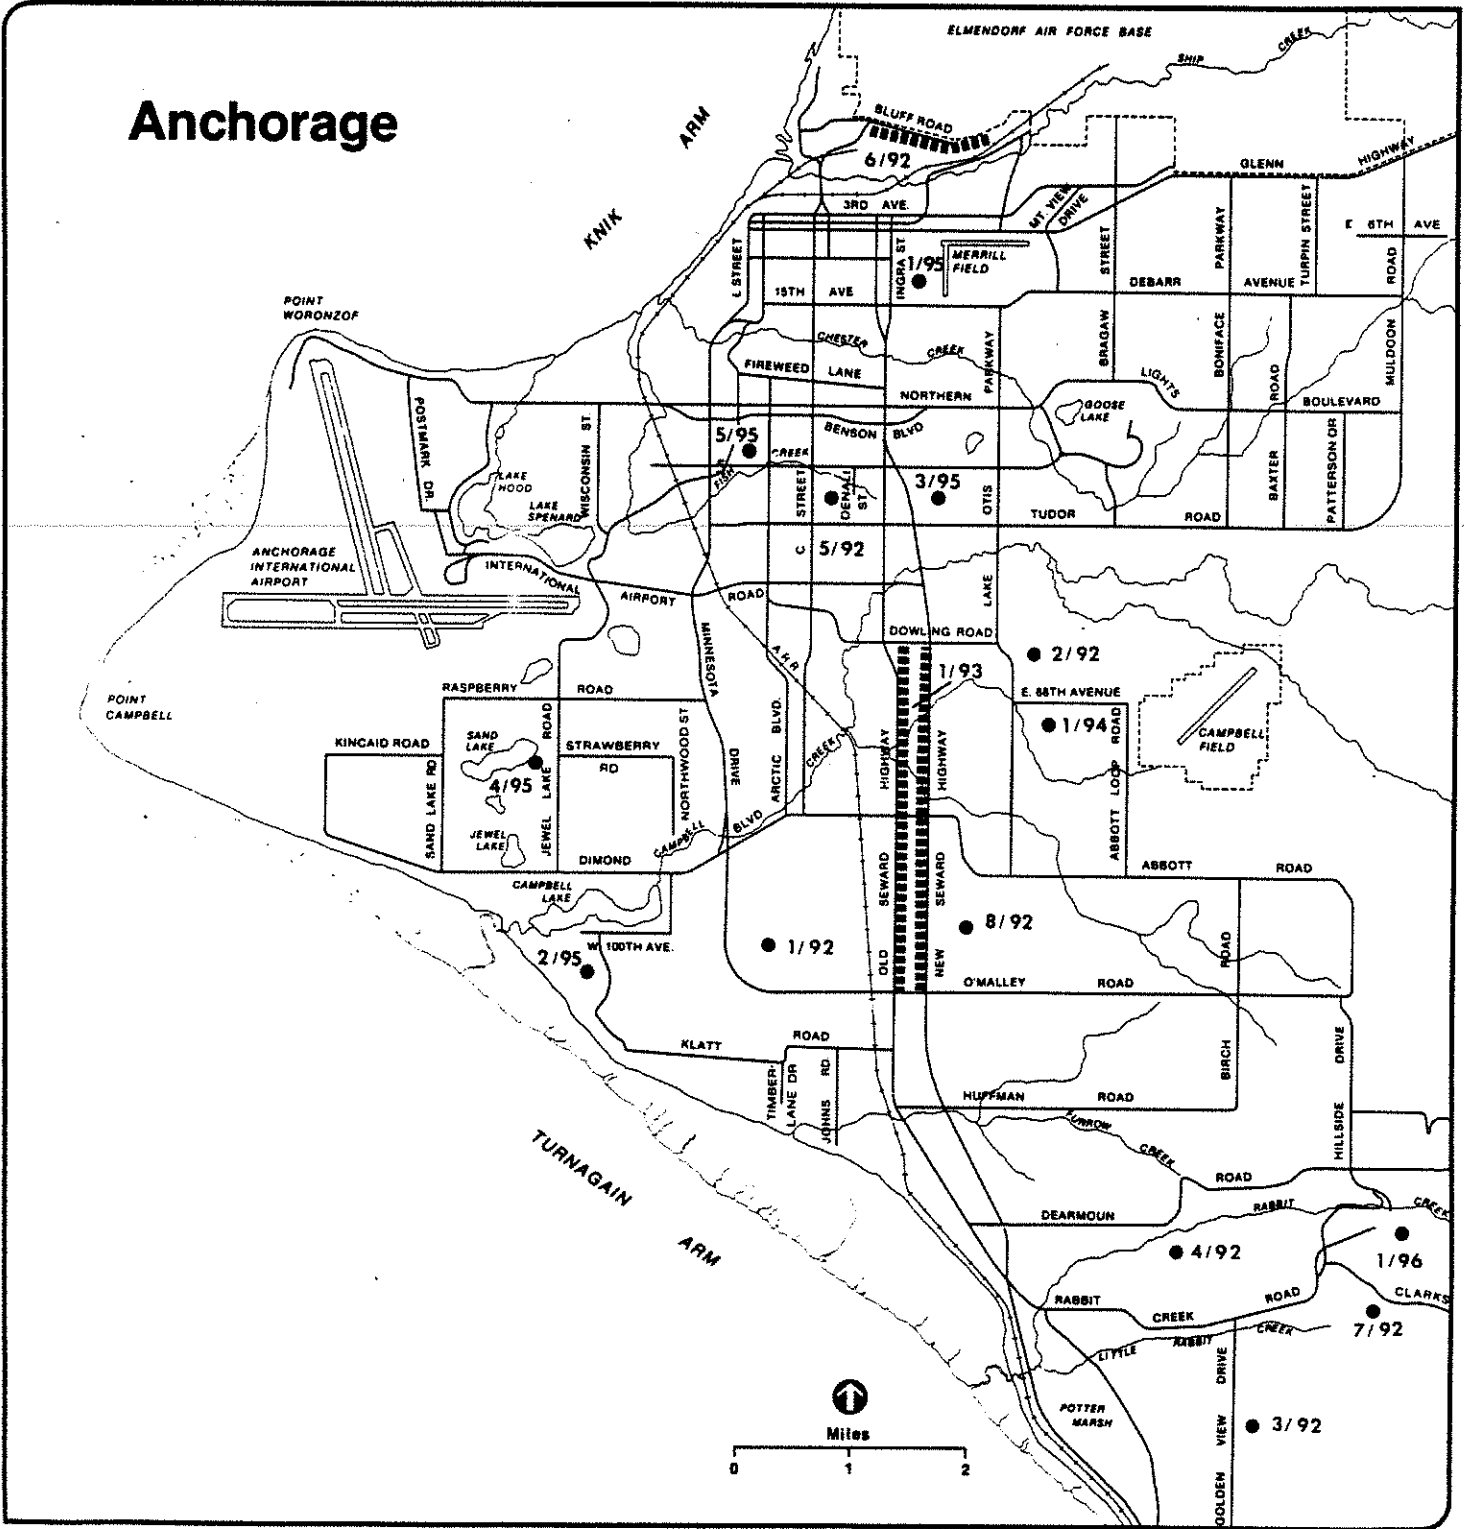 Anchorage
ELMENDORF AIR FORCE BASE
SHIP CREEK
KNIK ARM
BLUFF ROAD
6/92
GLENN HIGHWAY
3RD AVE.
MT. VIEW DRIVE
E 6TH AVE
L STREET
INGRA ST
1/95
MERRILL FIELD
BRAGAW STREET
BONIFACE PARKWAY
TURPIN STREET
MULDOON ROAD
DEBARR AVENUE
15TH AVE
POINT WORONZOF
CHESTER CREEK
FIREWEED LANE
NORTHERN LIGHTS BOULEVARD
GOOSE LAKE
BENSON BLVD
POSTMARK DR.
WISCONSIN ST.
LAKE HOOD
LAKE SPENARD
5/95
FISH CREEK
C STREET
DENALI ST
3/95
5/92
OTIS PARKWAY
LAKE
TUDOR ROAD
BAXTER ROAD
PATTERSON DR
ANCHORAGE INTERNATIONAL AIRPORT
INTERNATIONAL AIRPORT ROAD
DOWLING ROAD
MINNESOTA DRIVE
ARR
1/93
2/92
E. 88TH AVENUE
1/94
CAMPBELL FIELD
ABBOTT LOOP ROAD
POINT CAMPBELL
RASPBERRY ROAD
KINCAID ROAD
SAND LAKE
STRAWBERRY RD
4/95
SAND LAKE RD
JEWEL LAKE ROAD
JEWEL LAKE
NORTHWOOD ST
ARCTIC BLVD.
CAMPBELL CREEK
DIMOND BLVD
OLD SEWARD HIGHWAY
NEW SEWARD HIGHWAY
ABBOTT ROAD
CAMPBELL LAKE
W. 100TH AVE.
2/95
1/92
8/92
O'MALLEY ROAD
BIRCH ROAD
HILLSIDE DRIVE
KLATT ROAD
TIMBER-
LANE DR
JOHNS RD
HUFFMAN ROAD
FURROW CREEK
TURNAGAIN ARM
DEARMOUN ROAD
RABBIT CREEK
4/92
1/96
RABBIT CREEK ROAD
CLARKS
7/92
LITTLE RABBIT CREEK
POTTER MARSH
GOLDEN VIEW DRIVE
3/92
Miles
0 1 2